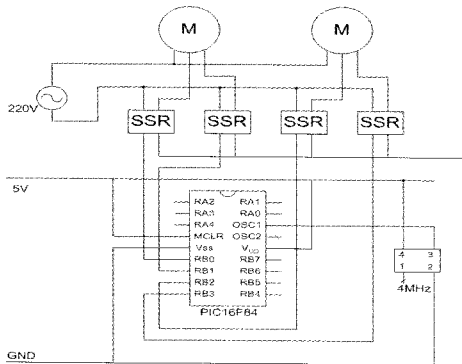 M M
220V
SSR SSR SSR SSR
5V
RA2 RA1
RA3 RA0
RA4 OSC1
MCLR OSC2
Vss VDD
RB0 RB7
RB1 RB6
RB2 RB5
RB3 RB4
PIC16F84
4 3
1 2
4MHz
GND